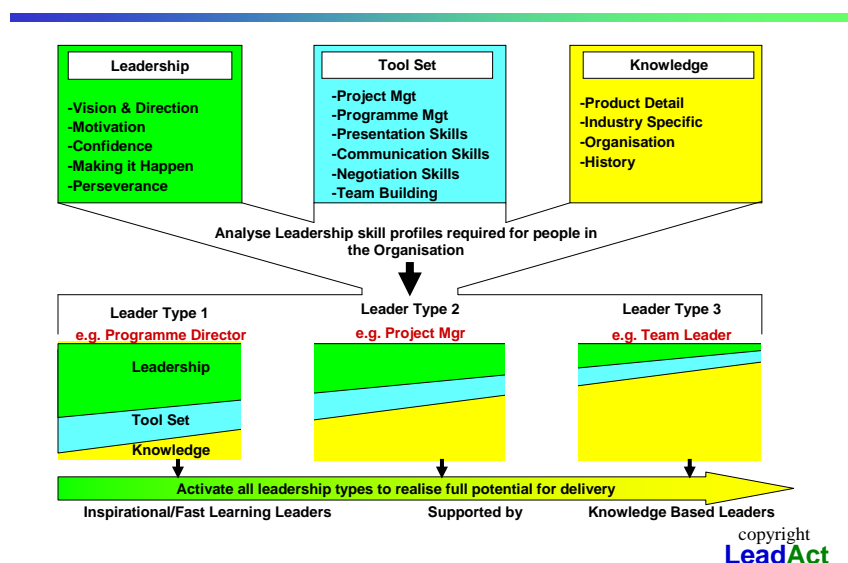 Leadership
-Vision & Direction
-Motivation
-Confidence
-Making it Happen
-Perseverance
Tool Set
-Project Mgt
-Programme Mgt
-Presentation Skills
-Communication Skills
-Negotiation Skills
-Team Building
Knowledge
-Product Detail
-Industry Specific
-Organisation
-History
Analyse Leadership skill profiles required for people in
the Organisation
Leader Type 1
e.g. Programme Director
Leader Type 2
e.g. Project Mgr
Leader Type 3
e.g. Team Leader
Leadership
Tool Set
Knowledge
Activate all leadership types to realise full potential for delivery
Inspirational/Fast Learning Leaders
Supported by
Knowledge Based Leaders
copyright
LeadAct